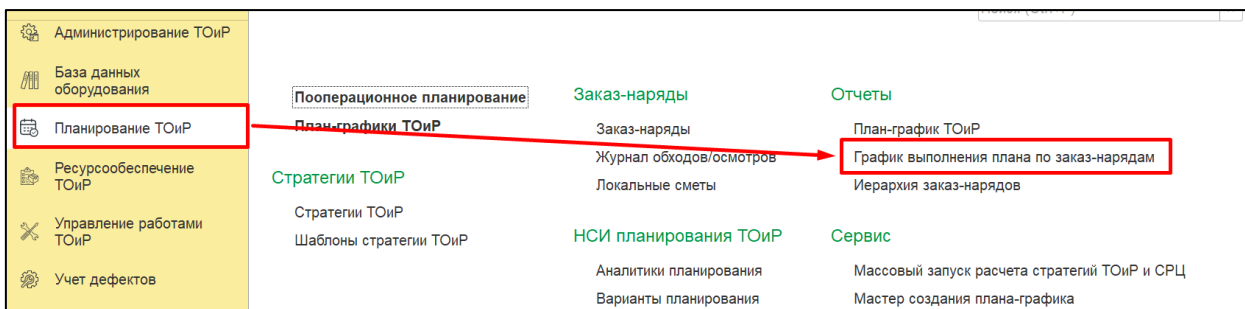 Администрирование ТОиР
База данных
оборудования
Планирование ТОиР
Ресурсообеспечение
ТОиР
Управление работами
ТОиР
Учет дефектов
Пооперационное планирование
План-графики ТОиР
Стратегии ТОиР
Стратегии ТОиР
Шаблоны стратегии ТОиР
Заказ-наряды
Заказ-наряды
Журнал обходов/осмотров
Локальные сметы
НСИ планирования ТОиР
Аналитики планирования
Варианты планирования
Отчеты
План-график ТОиР
График выполнения плана по заказ-нарядам
Иерархия заказ-нарядов
Сервис
Массовый запуск расчета стратегий ТОиР и СРЦ
Мастер создания плана-графика